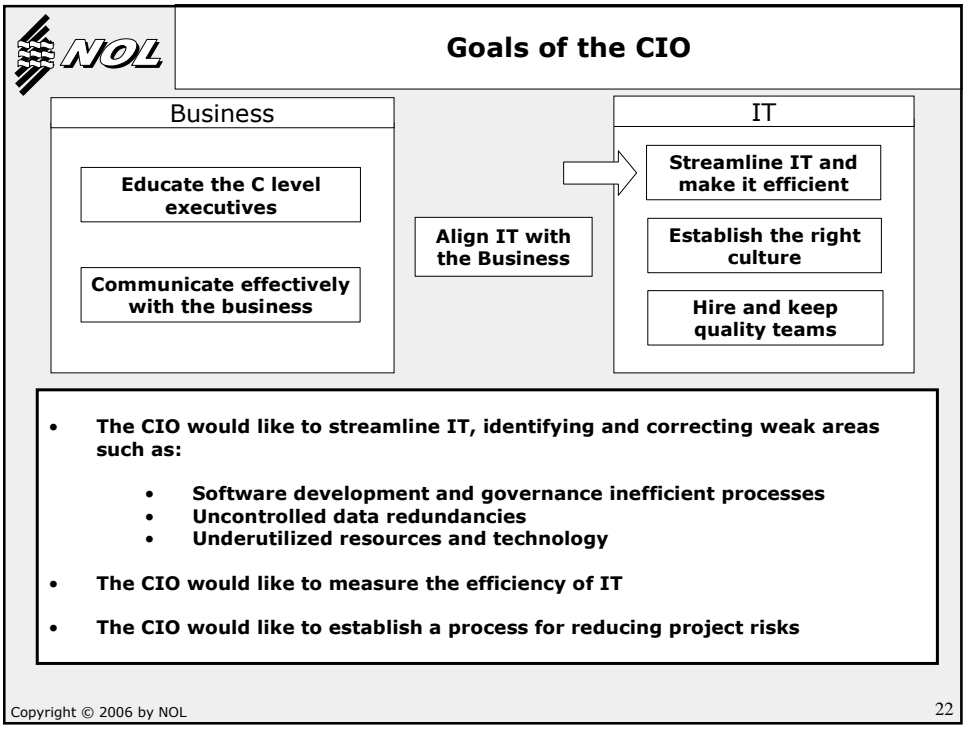 NOL
Goals of the CIO
Business
Educate the C level
executives
Communicate effectively
with the business
Align IT with
the Business
IT
Streamline IT and
make it efficient
Establish the right
culture
Hire and keep
quality teams
• The CIO would like to streamline IT, identifying and correcting weak areas
such as:
• Software development and governance inefficient processes
• Uncontrolled data redundancies
• Underutilized resources and technology
• The CIO would like to measure the efficiency of IT
• The CIO would like to establish a process for reducing project risks
Copyright © 2006 by NOL
22